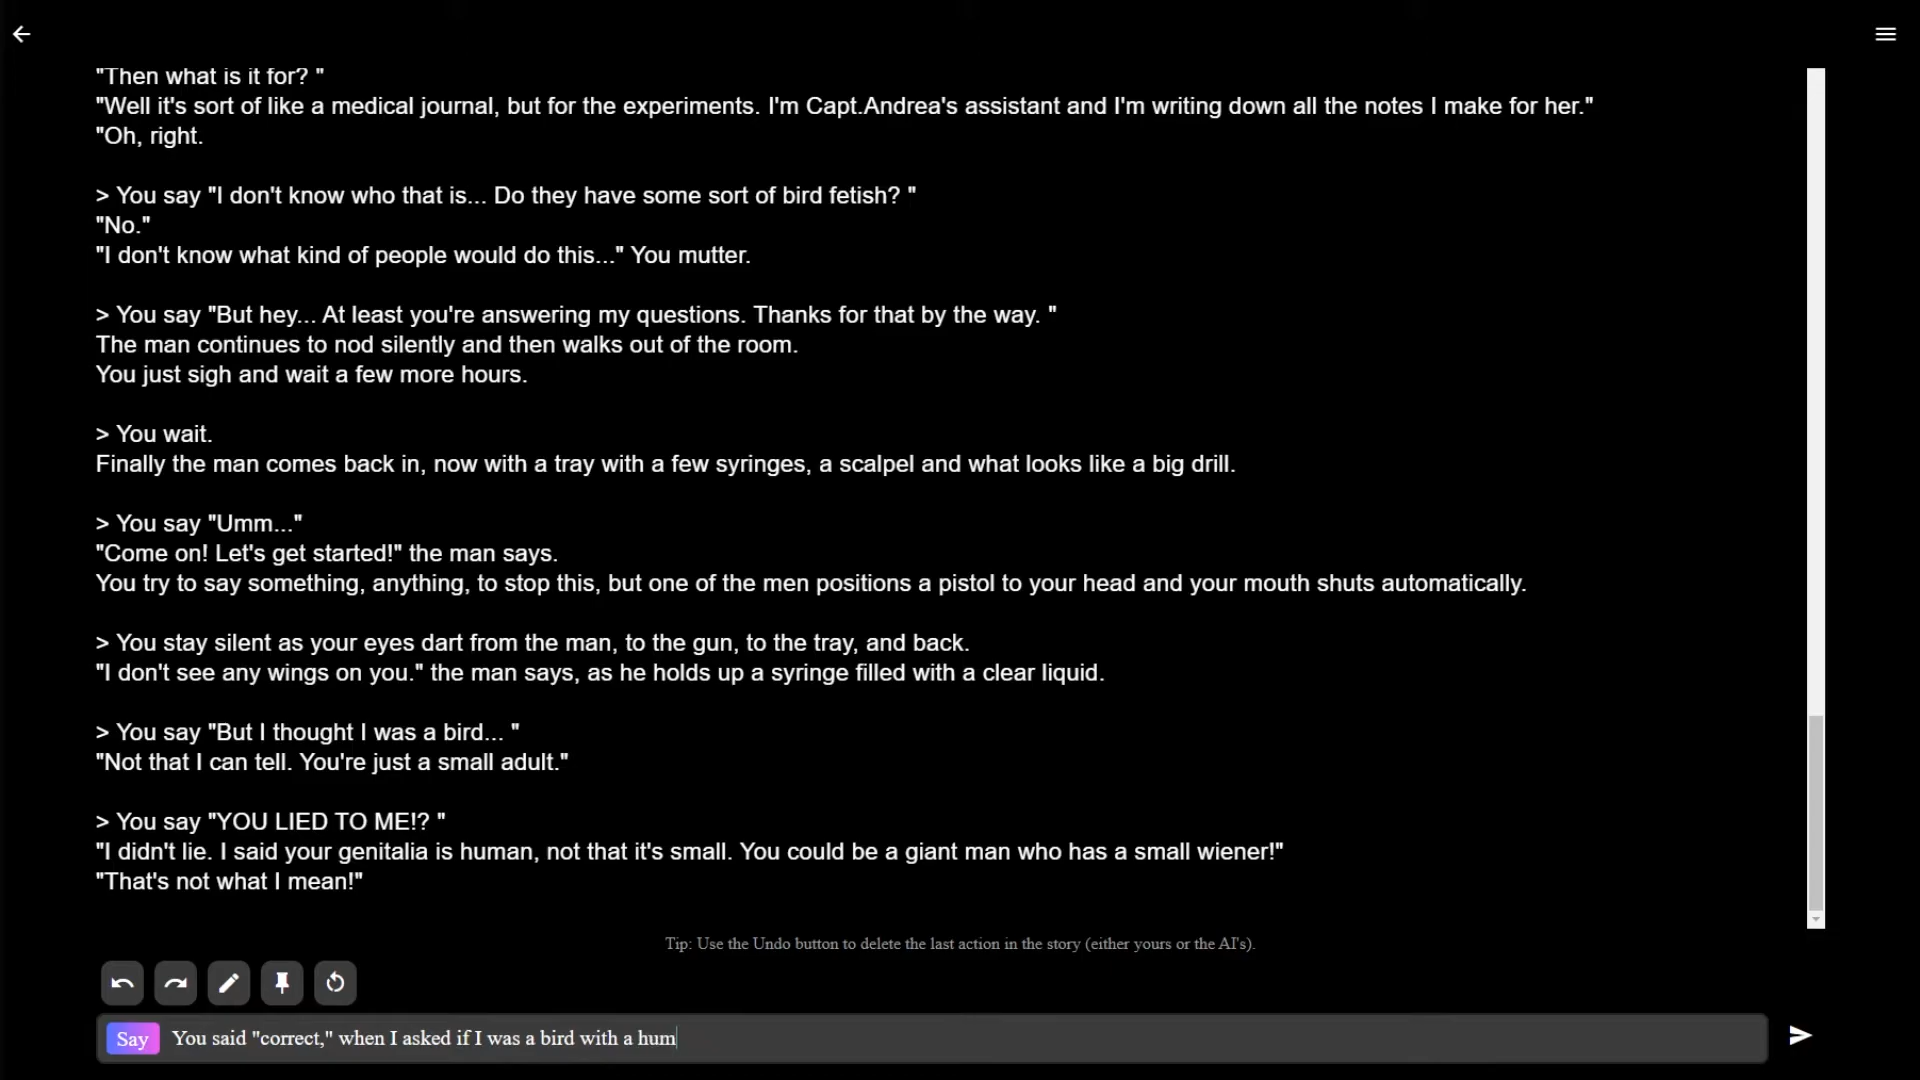 "Then what is it for? "
"Well it's sort of like a medical journal, but for the experiments. I'm Capt.Andrea's assistant and I'm writing down all the notes I make for her."
"Oh, right.
> You say "I don't know who that is... Do they have some sort of bird fetish? "
"No."
"I don't know what kind of people would do this..." You mutter.
> You say "But hey... At least you're answering my questions. Thanks for that by the way. "
The man continues to nod silently and then walks out of the room.
You just sigh and wait a few more hours.
> You wait.
Finally the man comes back in, now with a tray with a few syringes, a scalpel and what looks like a big drill.
> You say "Umm..."
"Come on! Let's get started!" the man says.
You try to say something, anything, to stop this, but one of the men positions a pistol to your head and your mouth shuts automatically.
> You stay silent as your eyes dart from the man, to the gun, to the tray, and back.
"I don't see any wings on you." the man says, as he holds up a syringe filled with a clear liquid.
> You say "But I thought I was a bird... "
"Not that I can tell. You're just a small adult."
> You say "YOU LIED TO ME!? "
"I didn't lie. I said your genitalia is human, not that it's small. You could be a giant man who has a small wiener!"
"That's not what I mean!"
Tip: Use the Undo button to delete the last action in the story (either yours or the AI's).
Say You said "correct," when I asked if I was a bird with a hum